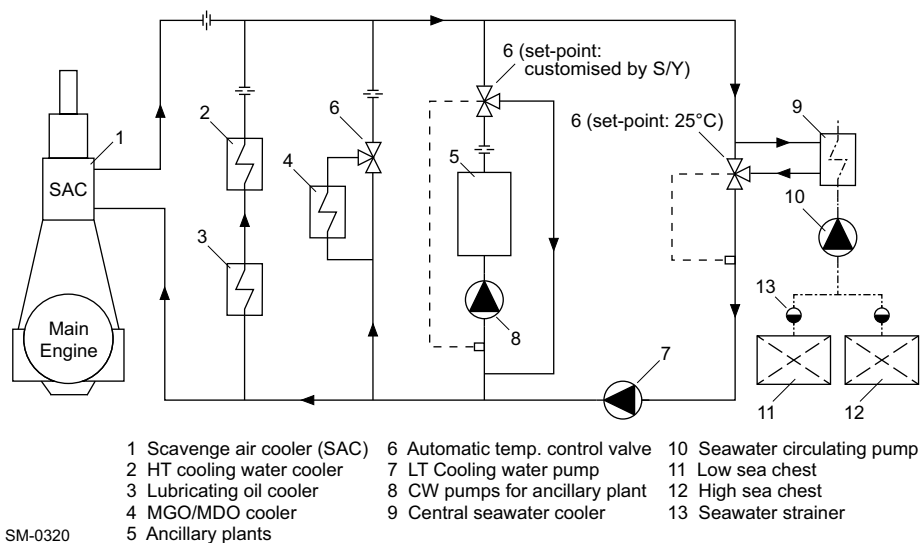 6 (set-point:
customised by S/Y)
6 (set-point: 25°C)
1
2
6
4
5
9
SAC
10
3
13
Main
Engine
8
7
11
12
1 Scavenge air cooler (SAC)
2 HT cooling water cooler
3 Lubricating oil cooler
4 MGO/MDO cooler
5 Ancillary plants
6 Automatic temp. control valve
7 LT Cooling water pump
8 CW pumps for ancillary plant
9 Central seawater cooler
10 Seawater circulating pump
11 Low sea chest
12 High sea chest
13 Seawater strainer
SM-0320